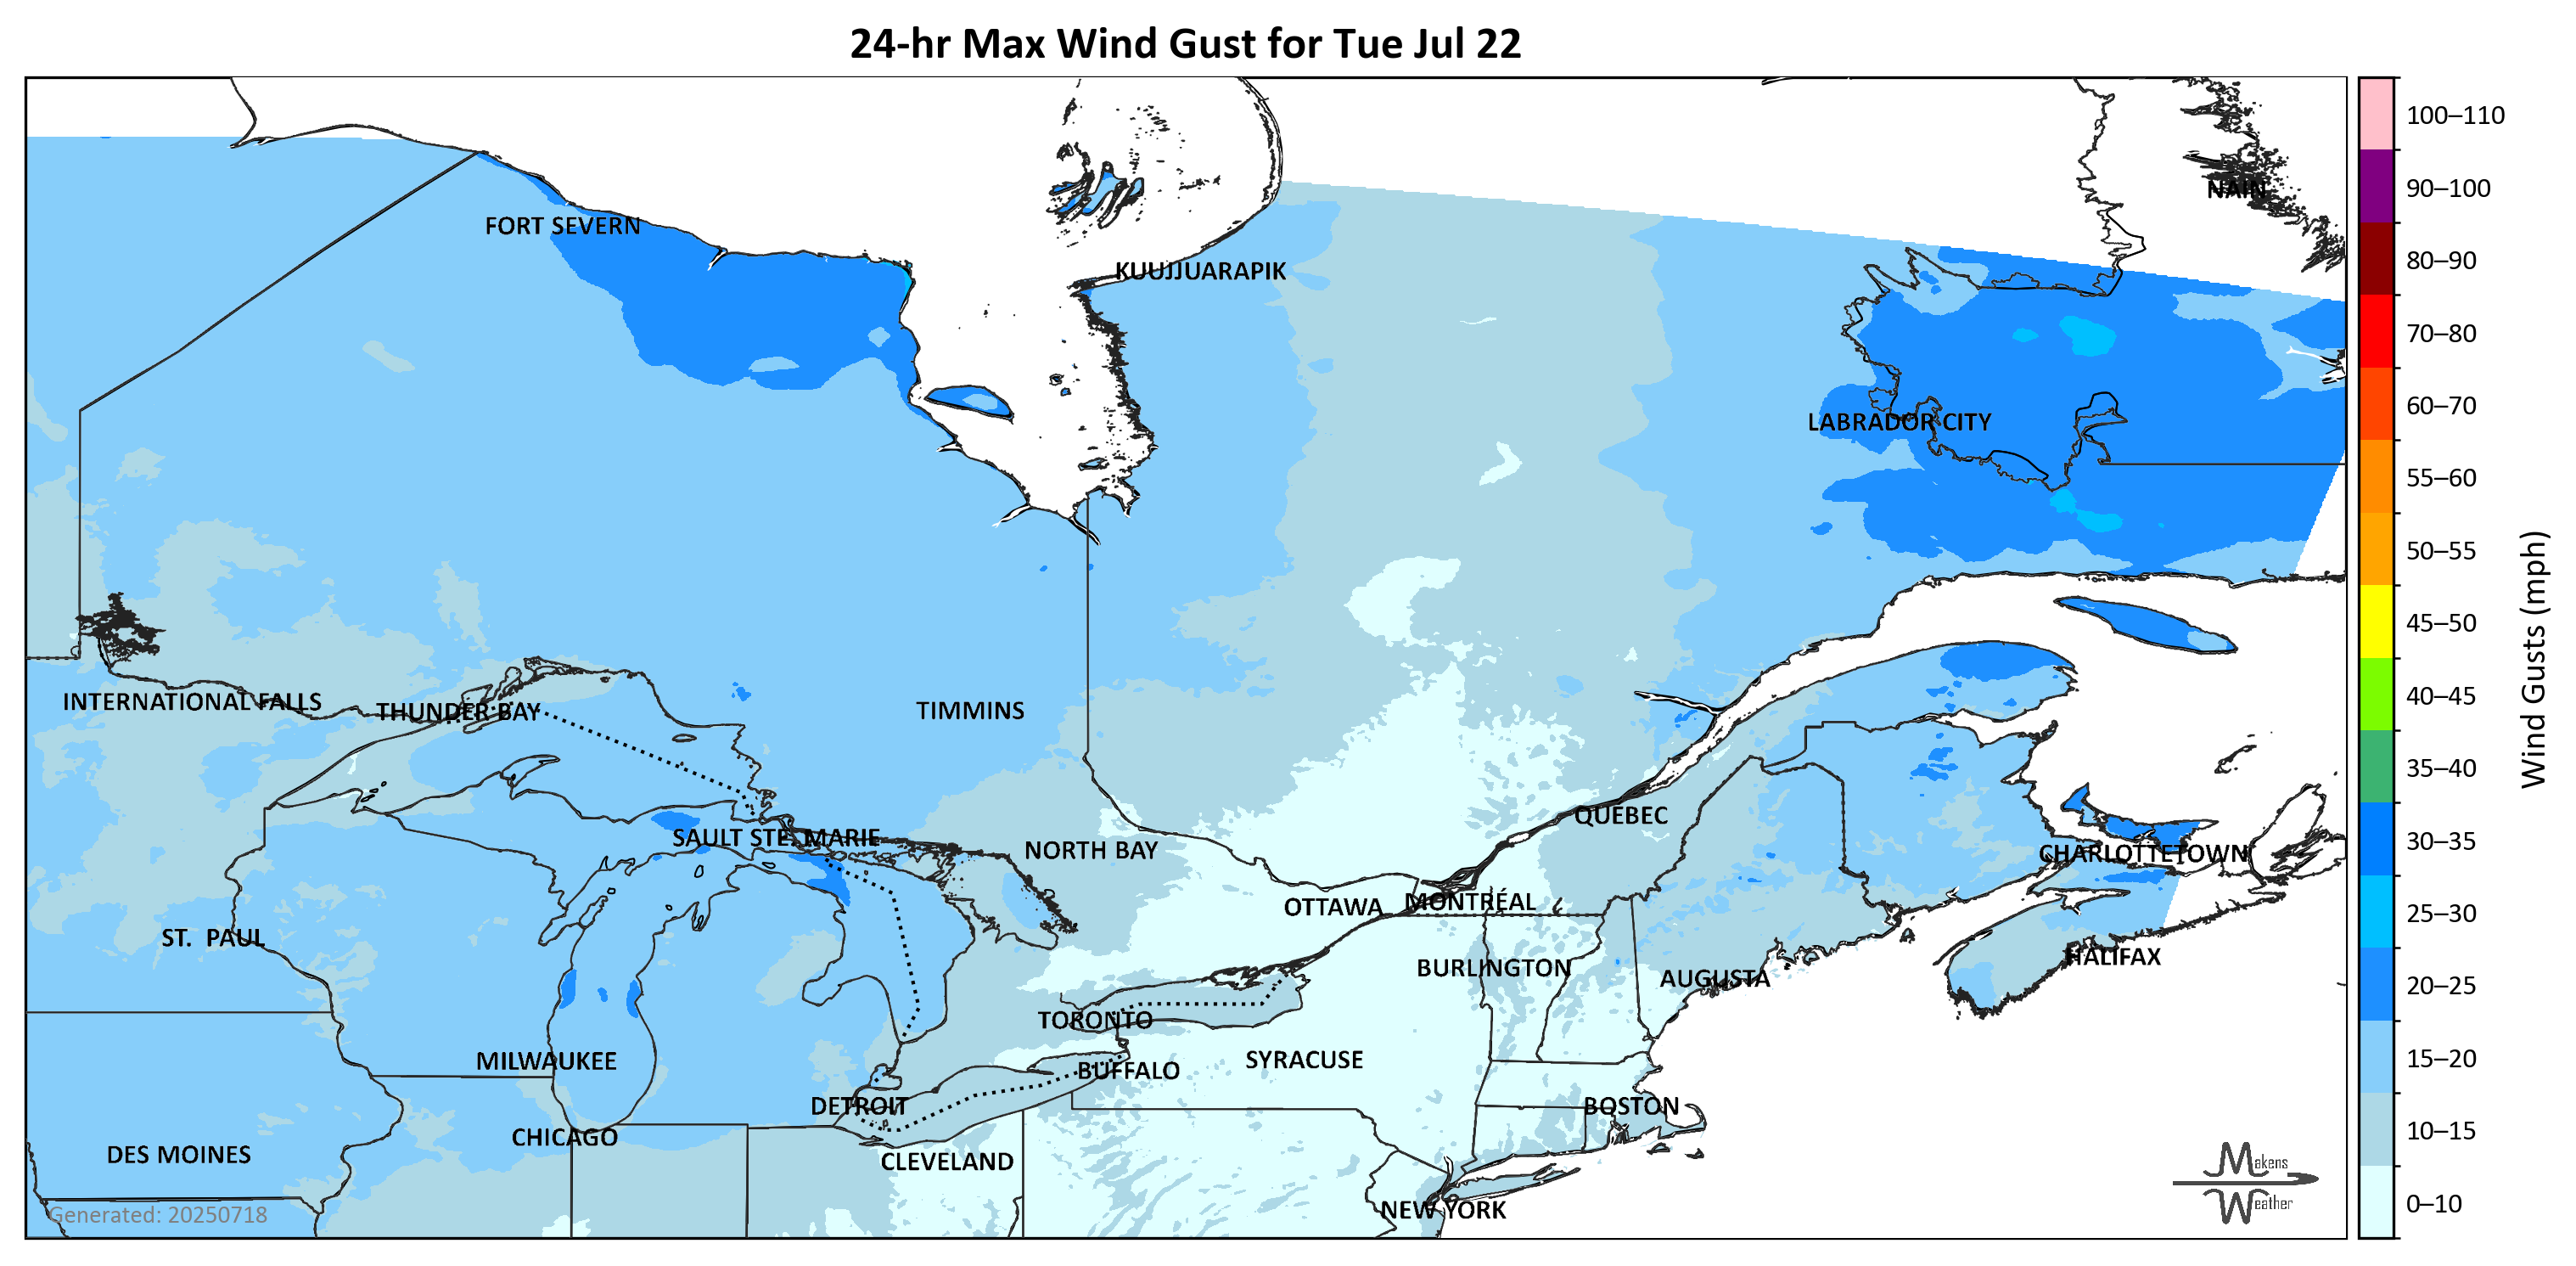 24-hr Max Wind Gust for Tue Jul 22
100–110
90–100
80–90
70–80
60–70
55–60
50–55
45–50
40–45
35–40
30–35
25–30
20–25
15–20
10–15
0–10
Wind Gusts (mph)
NAIN
FORT SEVERN
KUUJJUARAPIK
LABRADOR CITY
INTERNATIONAL FALLS
THUNDER BAY
TIMMINS
SAULT STE. MARIE
NORTH BAY
QUEBEC
CHARLOTTETOWN
OTTAWA
MONTRÉAL
ST. PAUL
BURLINGTON
AUGUSTA
HALIFAX
TORONTO
MILWAUKEE
BUFFALO
SYRACUSE
DETROIT
BOSTON
CHICAGO
DES MOINES
CLEVELAND
NEW YORK
Generated: 20250718
Makens
Weather